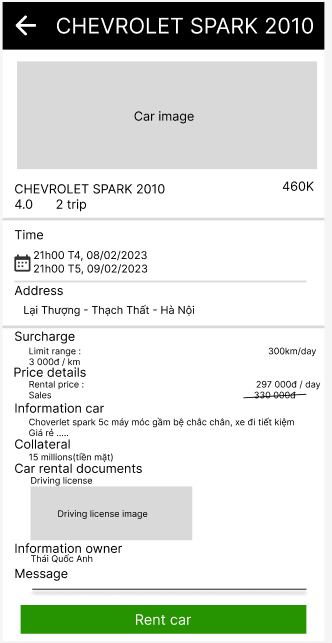 CHEVROLET SPARK 2010
Car image
CHEVROLET SPARK 2010 460K
4.0 2 trip
Time
21h00 T4, 08/02/2023
21h00 T5, 09/02/2023
Address
Lại Thượng - Thạch Thất - Hà Nội
Surcharge
Limit range : 300km/day
3 000đ / km
Price details
Rental price : 297 000đ / day
Sales 330 000đ
Information car
Choverlet spark 5c máy móc gầm bệ chắc chắn, xe đi tiết kiệm
Giá rẻ .....
Collateral
15 millions(tiền mặt)
Car rental documents
Driving license
Driving license image
Information owner
Thái Quốc Anh
Message
Rent car